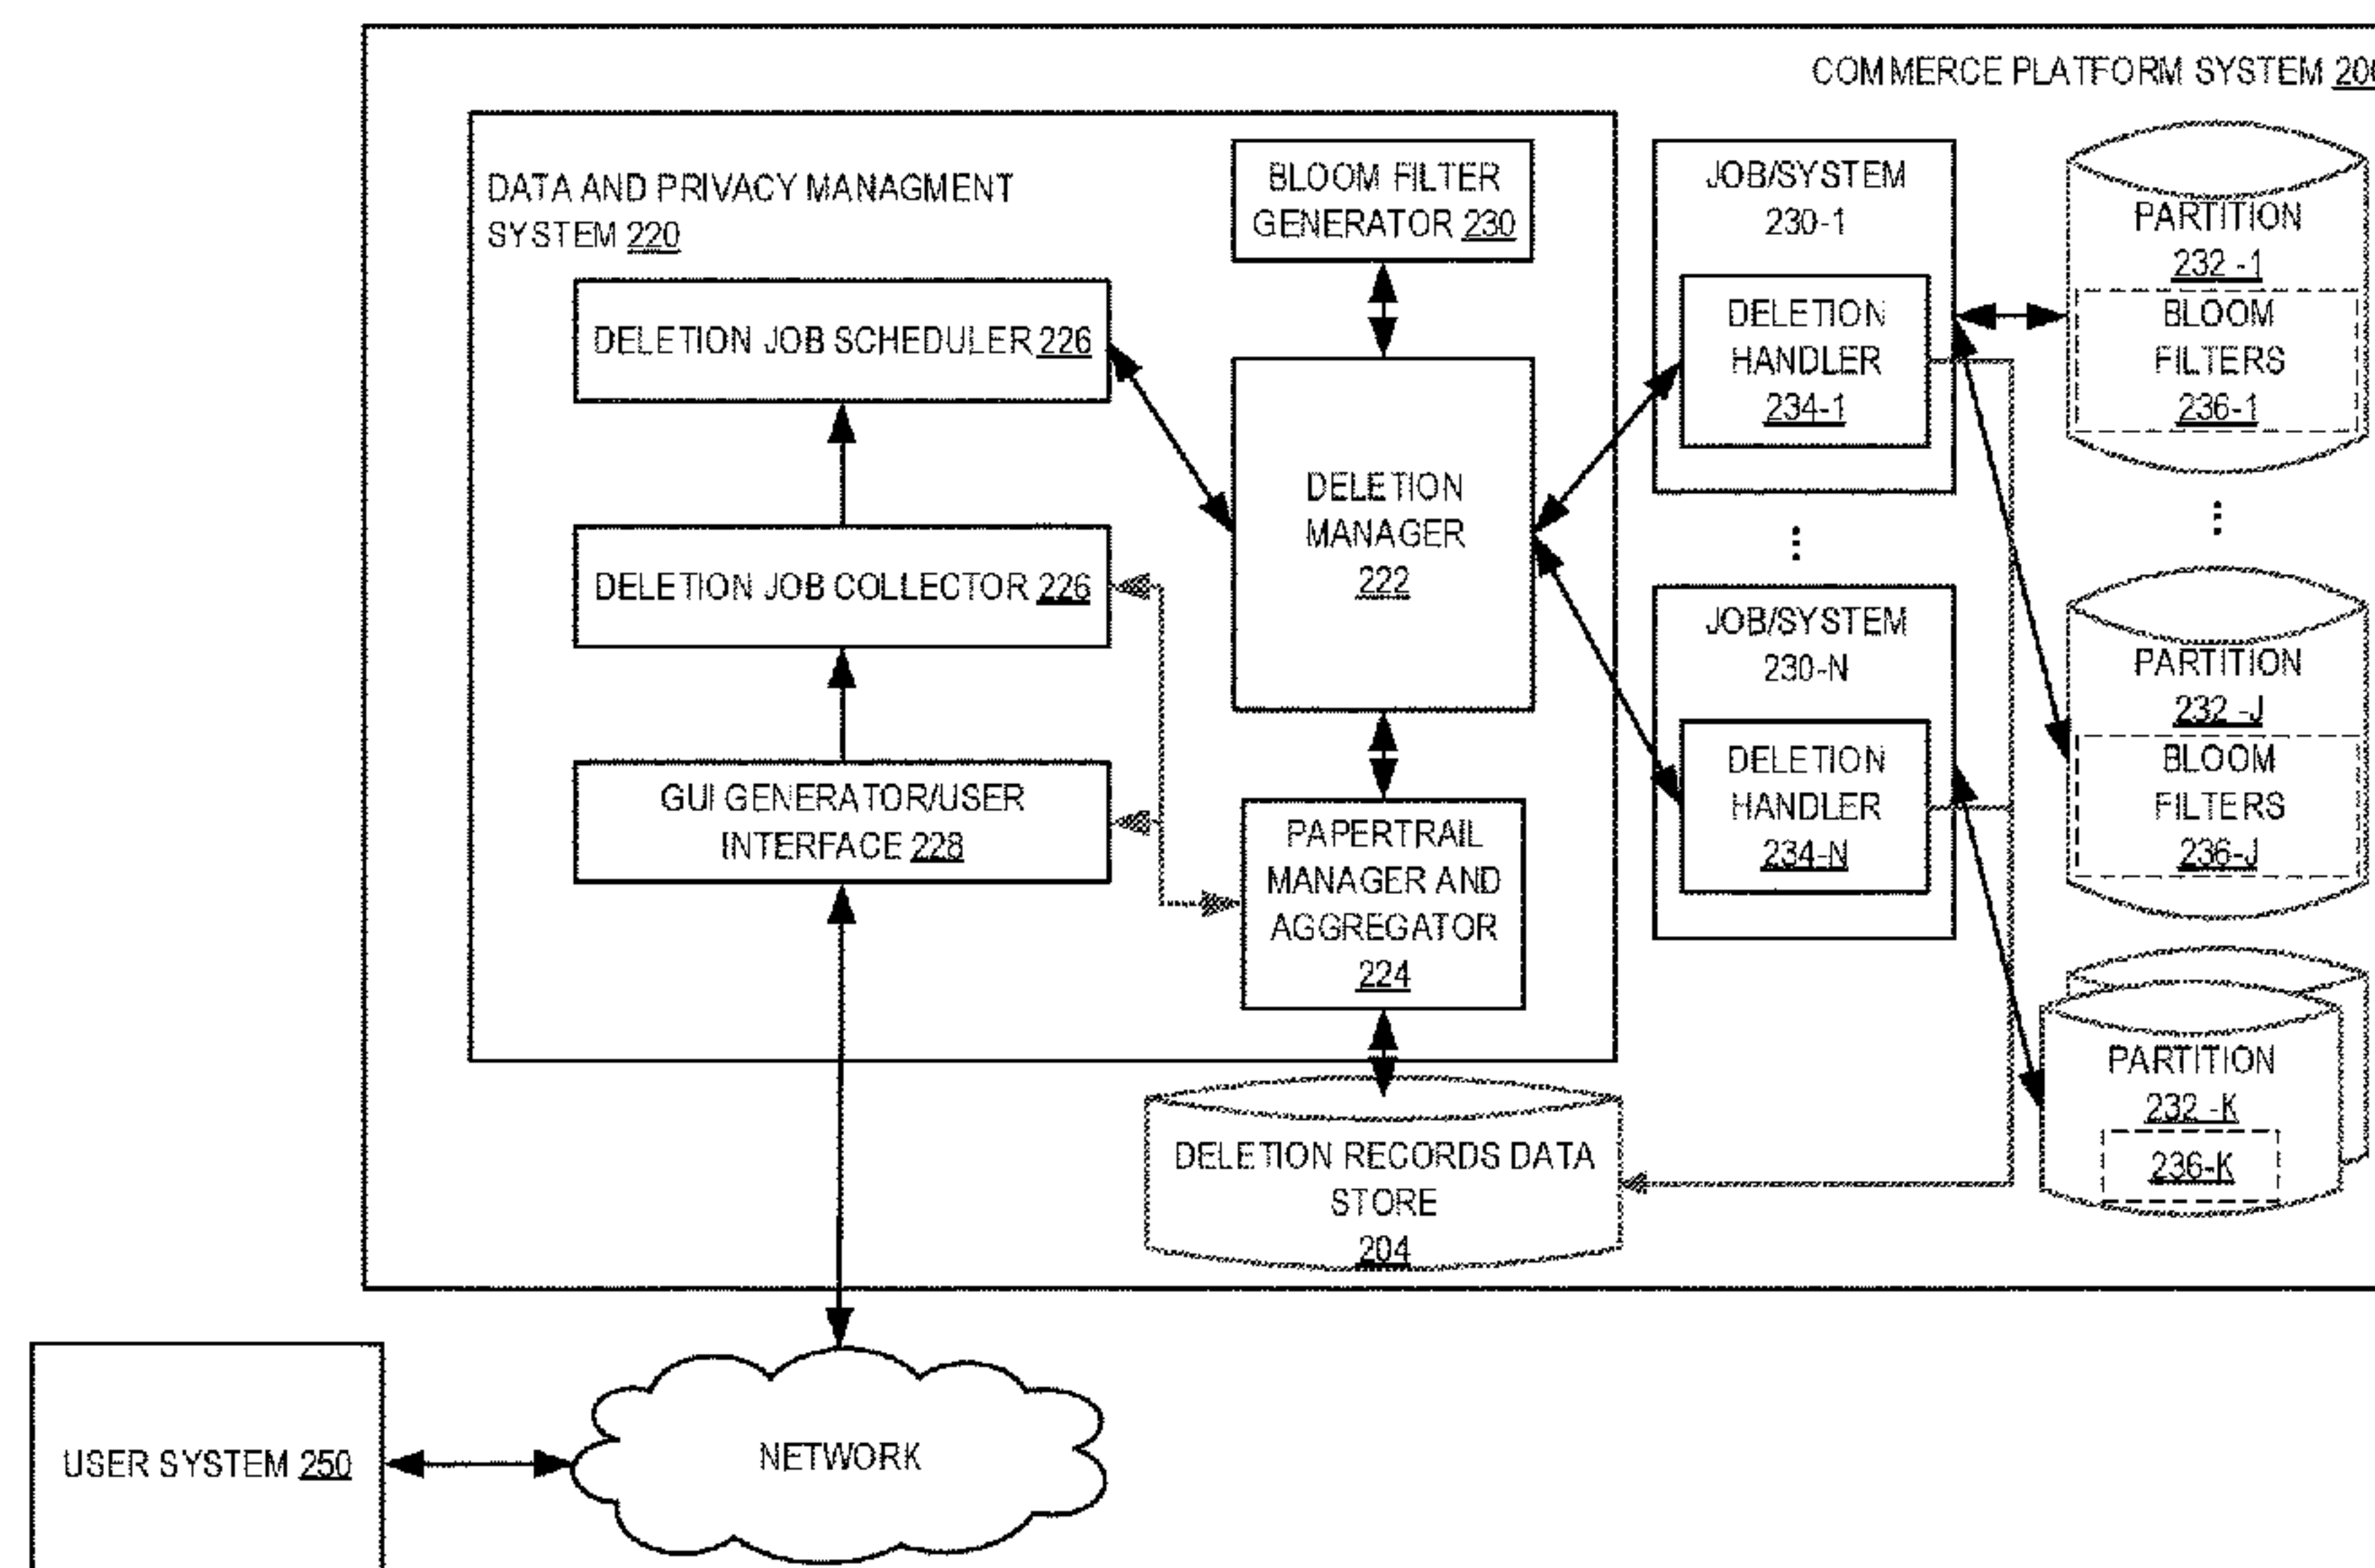 COMMERCE PLATFORM SYSTEM
DATA AND PRIVACY MANAGMENT
SYSTEM 220
BLOOM FILTER
GENERATOR 230
DELETION JOB SCHEDULER 226
DELETION JOB COLLECTOR 226
GUI GENERATOR/USER
INTERFACE 228
DELETION
MANAGER
222
PAPERTRAIL
MANAGER AND
AGGREGATOR
224
DELETION RECORDS DATA
STORE
204
JOB/SYSTEM
230-1
DELETION
HANDLER
234-1
...
JOB/SYSTEM
230-N
DELETION
HANDLER
234-N
PARTITION
232 -1
BLOOM
FILTERS
236-1
...
PARTITION
232 -J
BLOOM
FILTERS
236-J
PARTITION
232 -K
236-K
USER SYSTEM 250
NETWORK